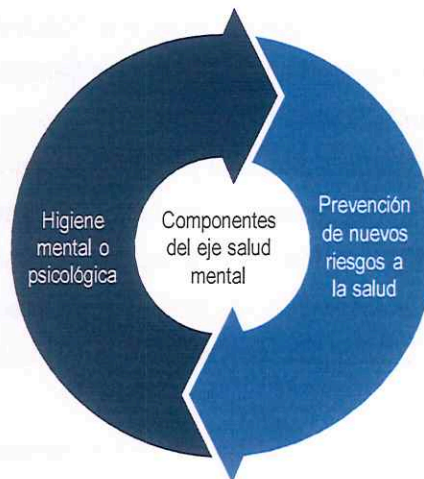 Higiene
mental o
psicológica
Componentes
del eje salud
mental
Prevención
de nuevos
riesgos a
la salud